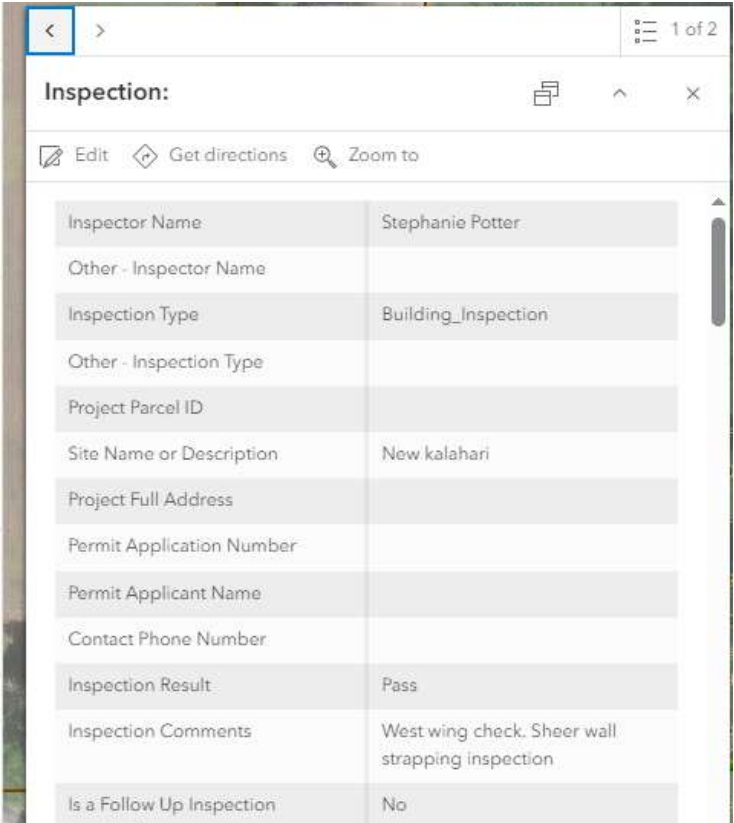 1 of 2
Inspection:
Edit Get directions Zoom to
Inspector Name Stephanie Potter
Other - Inspector Name
Inspection Type Building_Inspection
Other - Inspection Type
Project Parcel ID
Site Name or Description New kalahari
Project Full Address
Permit Application Number
Permit Applicant Name
Contact Phone Number
Inspection Result Pass
Inspection Comments West wing check. Sheer wall
strapping inspection
Is a Follow Up Inspection No